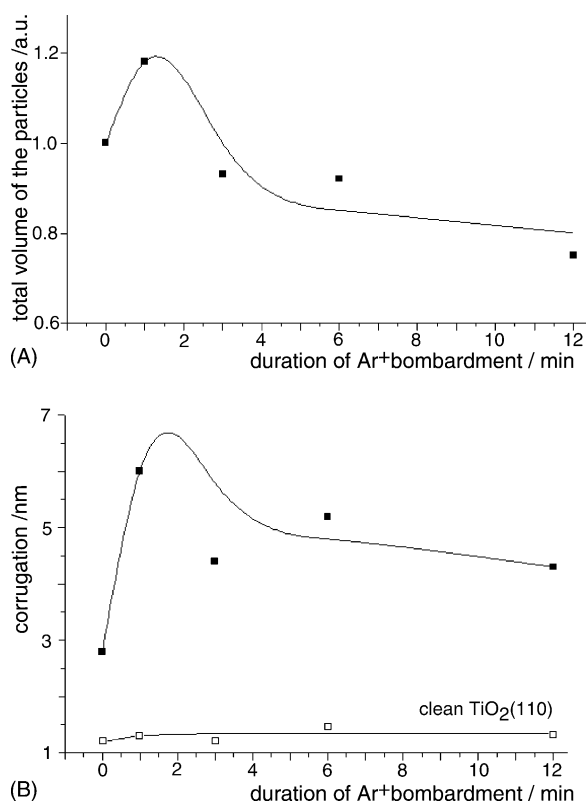 total volume of the particles /a.u.
1.2
1.0
0.8
0.6
0 2 4 6 8 10 12
(A)
duration of Ar+bombardment / min
corrugation /nm
7
5
3
1
clean TiO2(110)
0 2 4 6 8 10 12
(B)
duration of Ar+bombardment / min